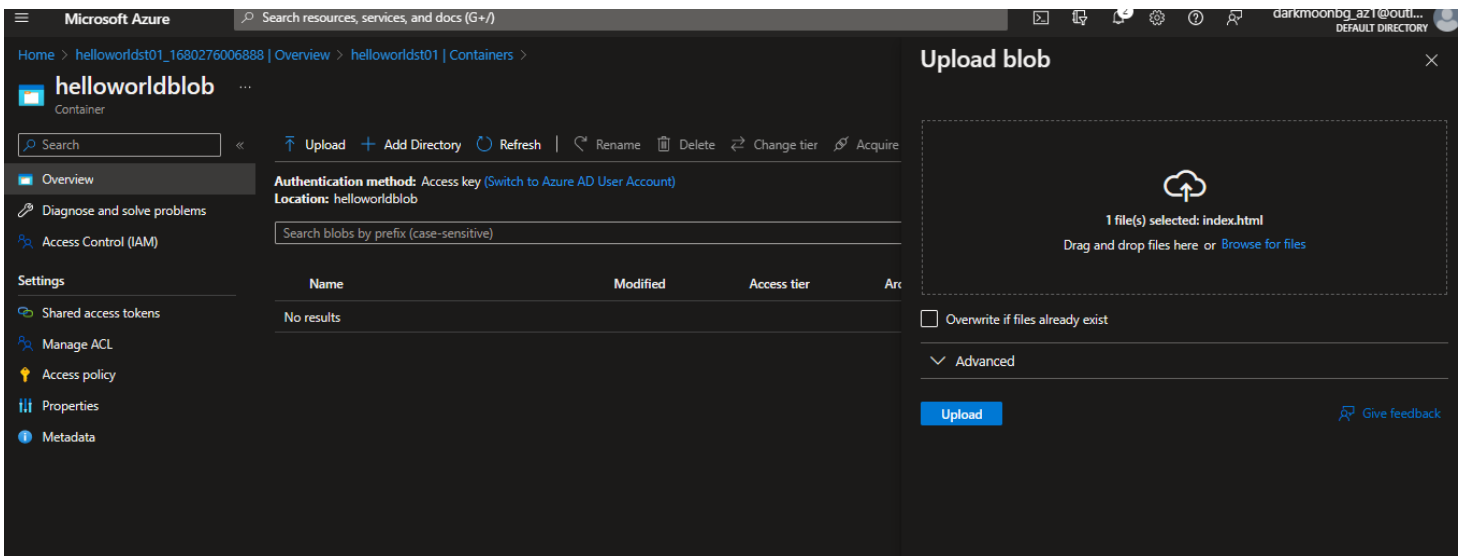 Microsoft Azure
Search resources, services, and docs (G+/)
2
darkmoonbg_az1@outl...
DEFAULT DIRECTORY
Home > helloworldst01_1680276006888 | Overview > helloworldst01 | Containers >
helloworldblob ...
Container
Search «
Overview
Diagnose and solve problems
Access Control (IAM)
Settings
Shared access tokens
Manage ACL
Access policy
Properties
Metadata
Upload Add Directory Refresh | Rename Delete Change tier Acquire
Authentication method: Access key (Switch to Azure AD User Account)
Location: helloworldblob
Search blobs by prefix (case-sensitive)
Name Modified Access tier Arc
No results
Upload blob
1 file(s) selected: index.html
Drag and drop files here or Browse for files
Overwrite if files already exist
Advanced
Upload Give feedback